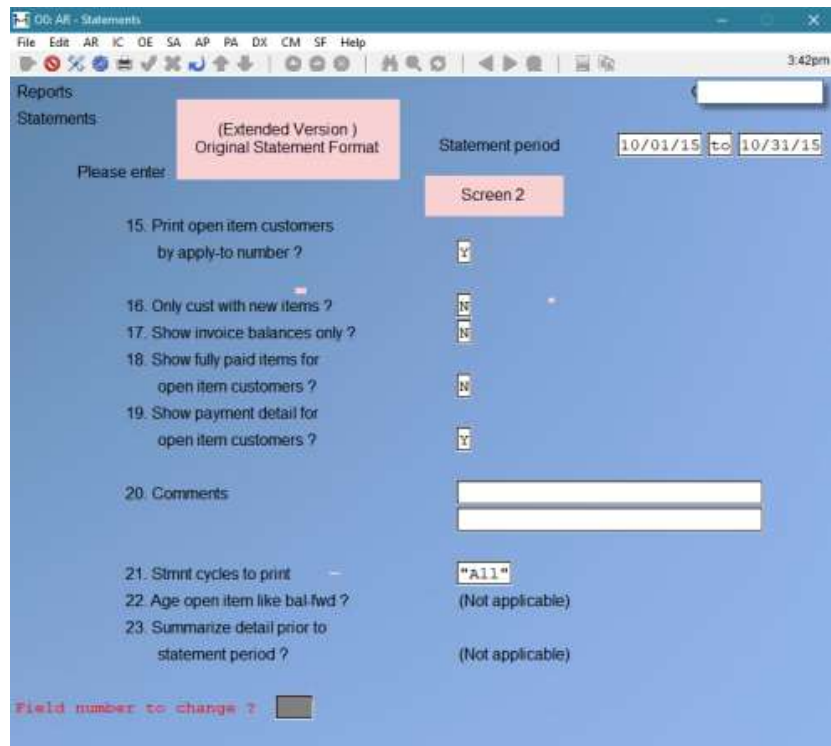 00: AR - Statements
File Edit AR IC OE SA AP PA DX CM SF Help
3:42pm
Reports
Statements
(Extended Version )
Original Statement Format
Statement period 10/01/15 to 10/31/15
Please enter
Screen 2
15. Print open item customers
by apply-to number ? Y
16. Only cust with new items ? N
17. Show invoice balances only ? N
18. Show fully paid items for
open item customers ? N
19. Show payment detail for
open item customers ? Y
20. Comments
21. Stmnt cycles to print "All"
22. Age open item like bal-fwd ? (Not applicable)
23. Summarize detail prior to
statement period ? (Not applicable)
Field number to change ?